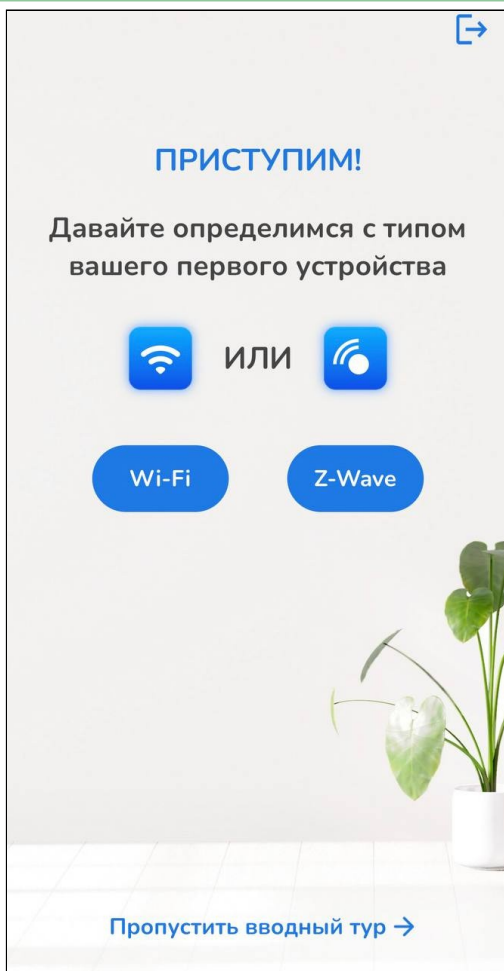 ПРИСТУПИМ!
Давайте определимся с типом
вашего первого устройства
ИЛИ
Wi-Fi
Z-Wave
Пропустить вводный тур →